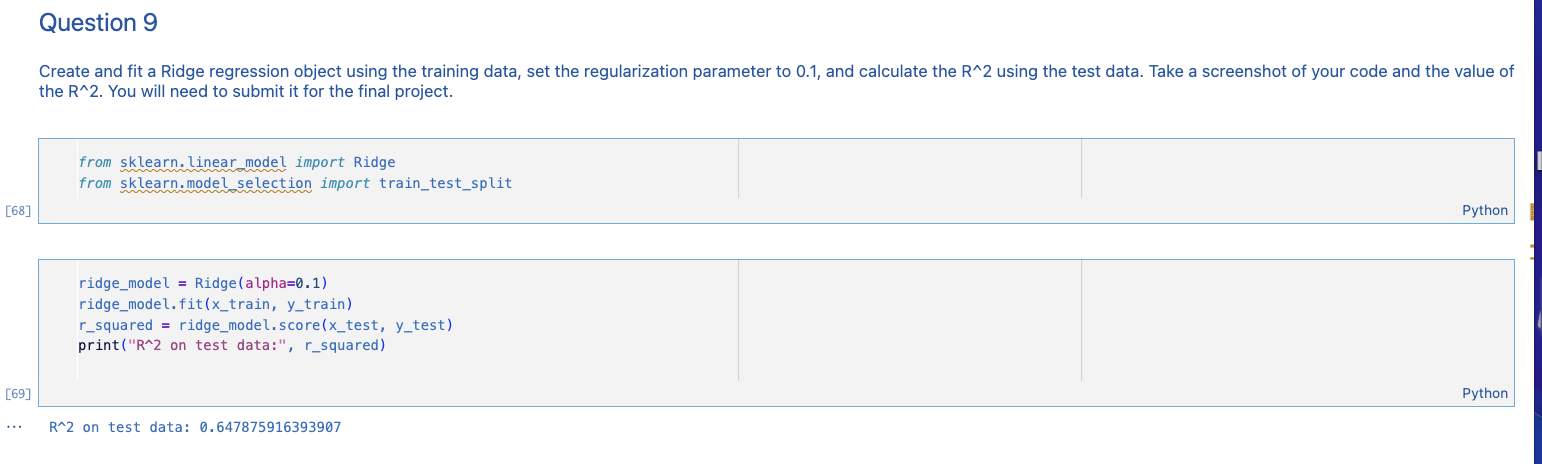 Question 9
Create and fit a Ridge regression object using the training data, set the regularization parameter to 0.1, and calculate the R^2 using the test data. Take a screenshot of your code and the value of
the R^2. You will need to submit it for the final project.
from sklearn.linear_model import Ridge
from sklearn.model_selection import train_test_split
[68]
Python
ridge_model = Ridge(alpha=0.1)
ridge_model.fit(x_train, y_train)
r_squared = ridge_model.score(x_test, y_test)
print("R^2 on test data:", r_squared)
[69]
Python
... R^2 on test data: 0.647875916393907